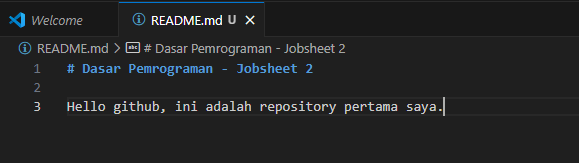 Welcome README.md U
README.md > # Dasar Pemrograman - Jobsheet 2
1 # Dasar Pemrograman - Jobsheet 2
2
3 Hello github, ini adalah repository pertama saya.